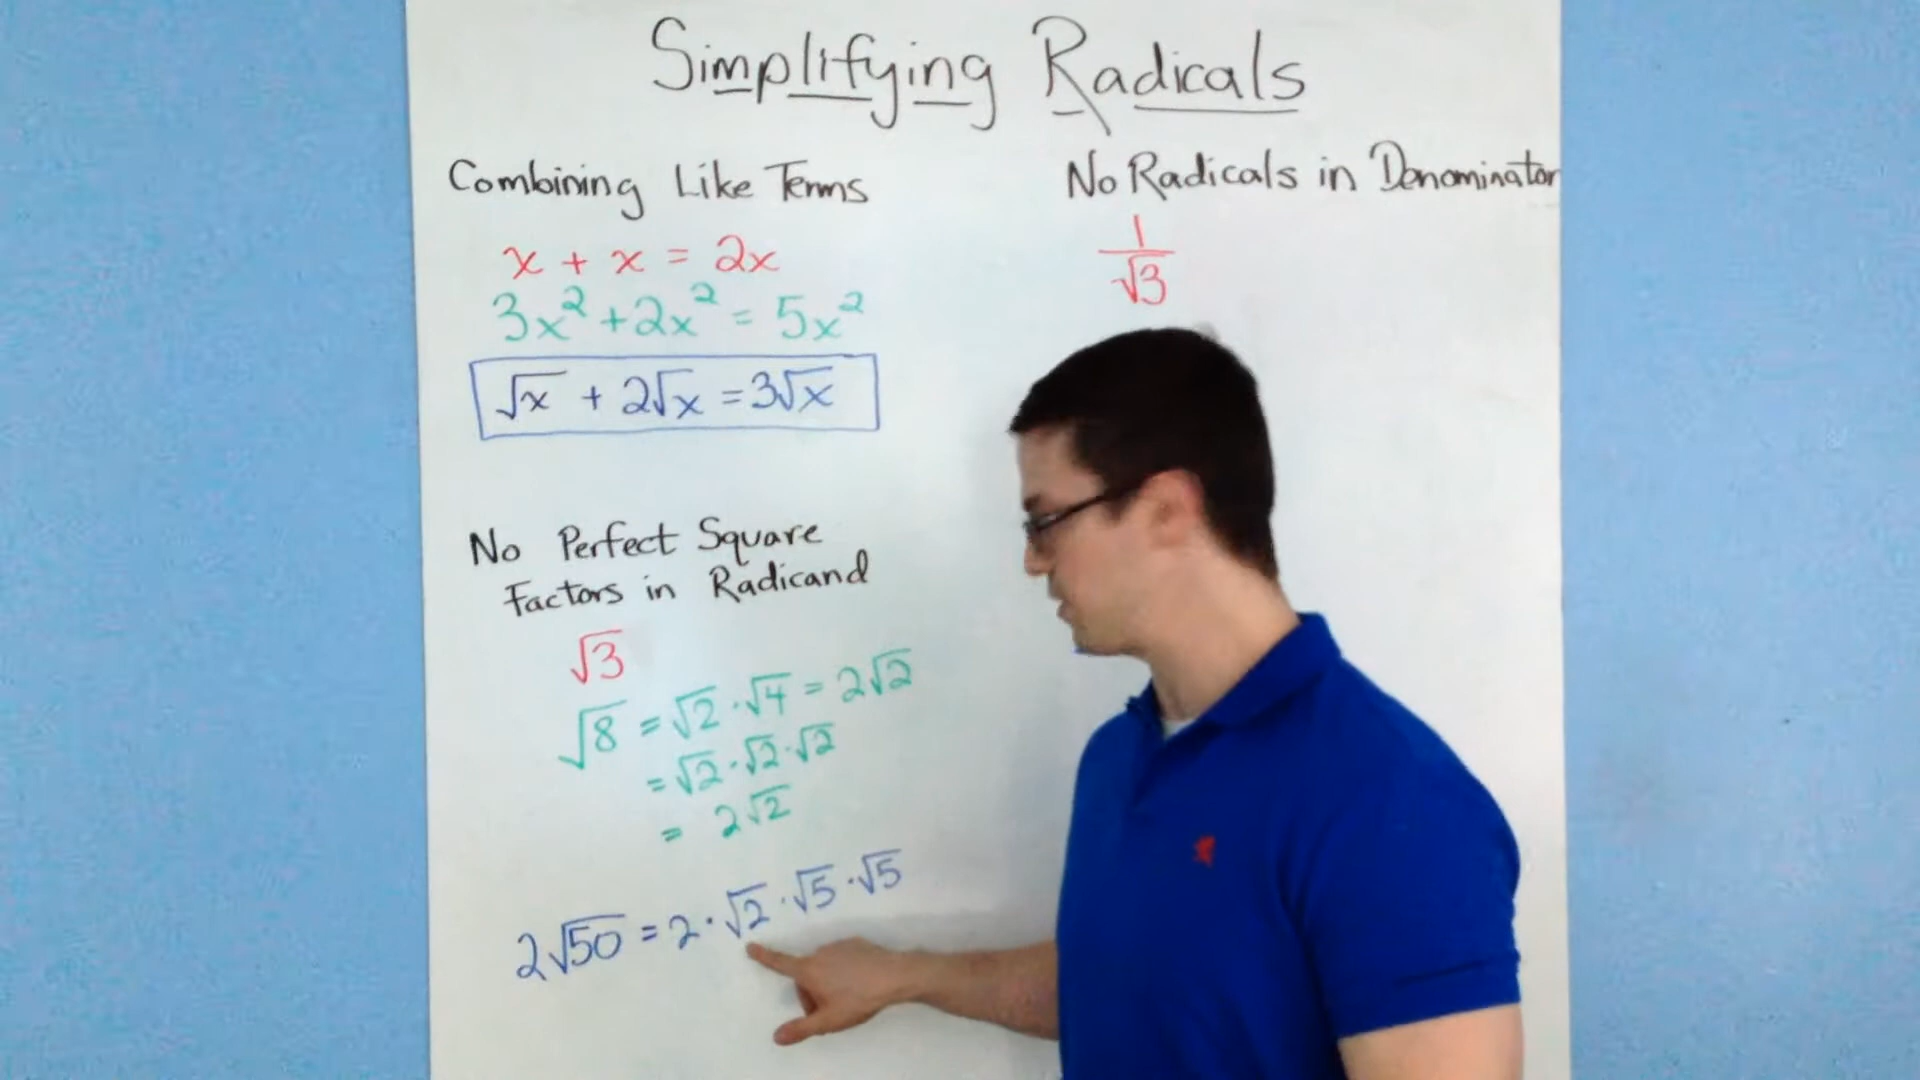 Simplifying Radicals
Combining Like Terms
x + x = 2x
3x² + 2x² = 5x²
√x + 2√x = 3√x
No Perfect Square
Factors in Radicand
√3
√8 = √2 · √4 = 2√2
= √2 · √2 · √2
= 2√2
2√50 = 2 · √2 · √5 · √5
No Radicals in Denominator
1
√3